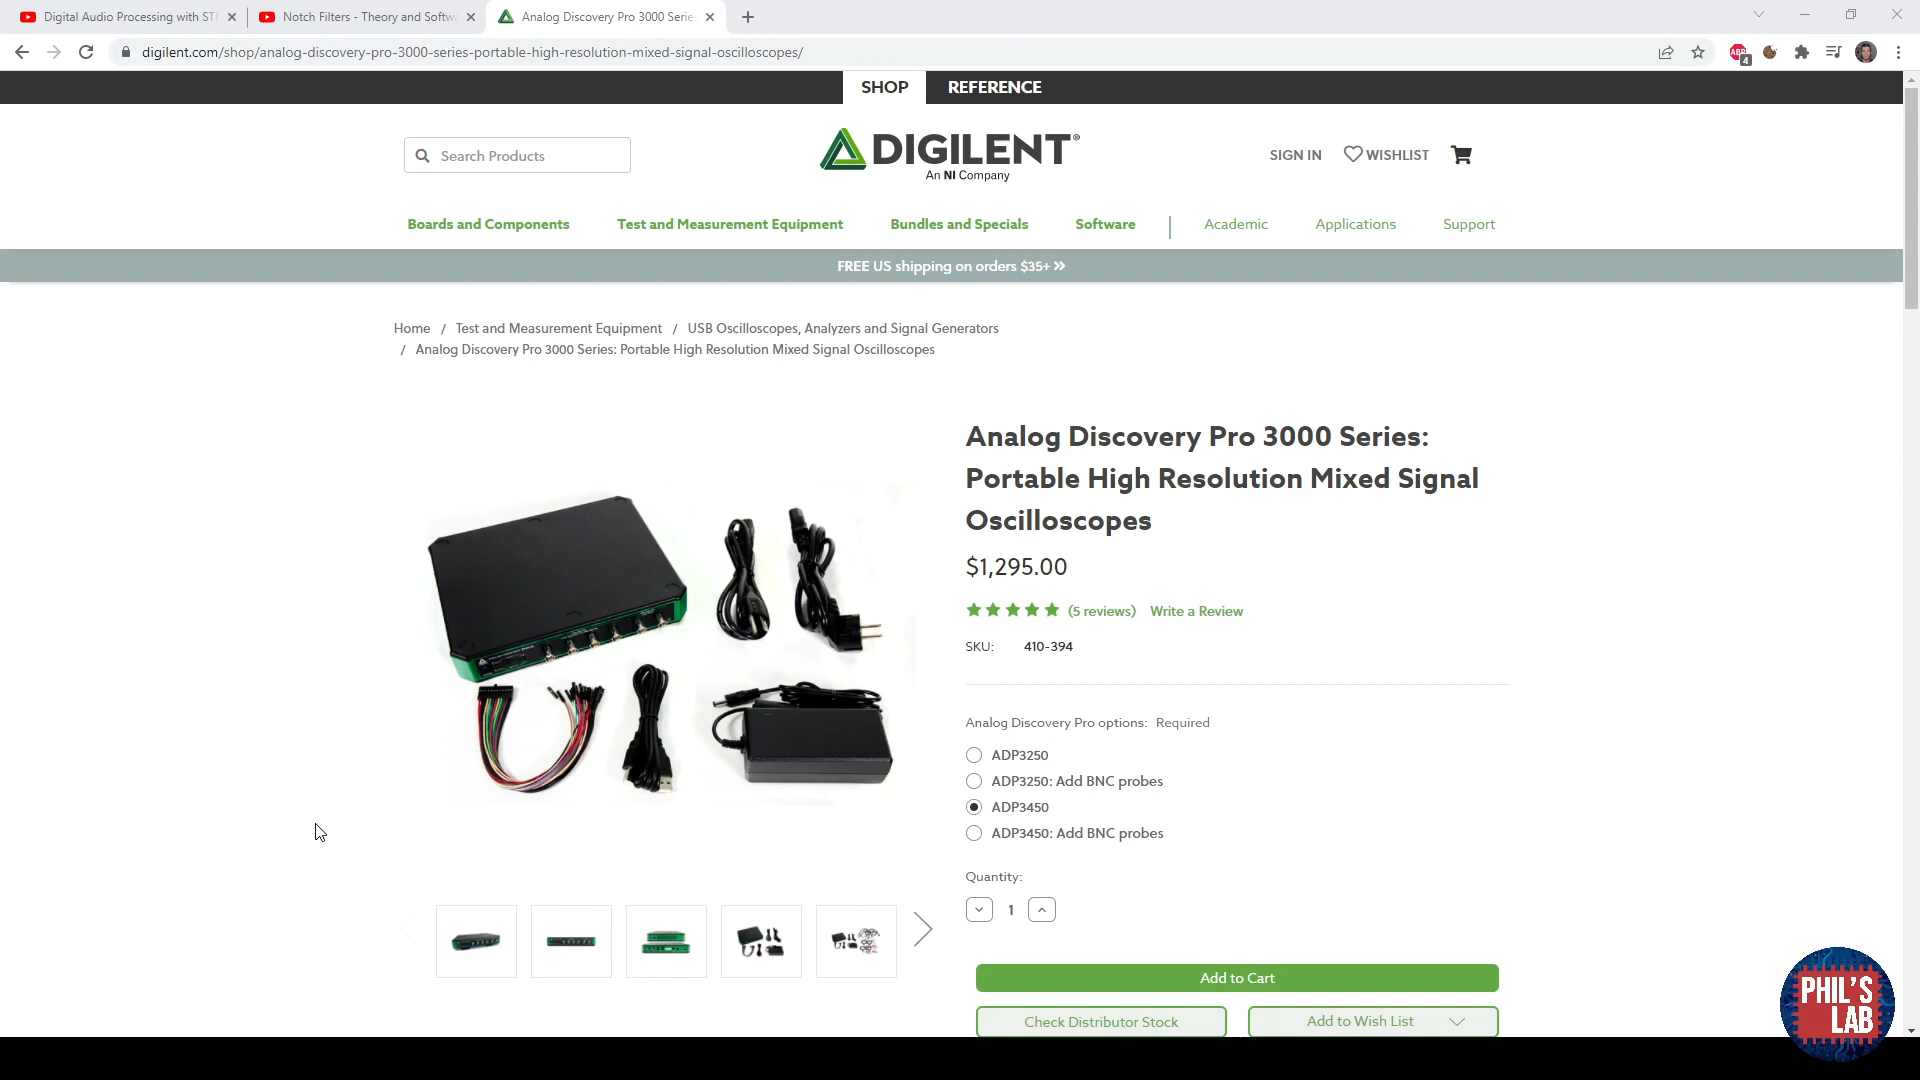 Digital Audio Processing with ST
Notch Filters - Theory and Softwa
Analog Discovery Pro 3000 Serie
digilent.com/shop/analog-discovery-pro-3000-series-portable-high-resolution-mixed-signal-oscilloscopes/
ABP
4
SHOP
REFERENCE
Search Products
DIGILENT®
An NI Company
SIGN IN
WISHLIST
Boards and Components
Test and Measurement Equipment
Bundles and Specials
Software
Academic
Applications
Support
FREE US shipping on orders $35+ »
Home / Test and Measurement Equipment / USB Oscilloscopes, Analyzers and Signal Generators
/ Analog Discovery Pro 3000 Series: Portable High Resolution Mixed Signal Oscilloscopes
Analog Discovery Pro 3000 Series:
Portable High Resolution Mixed Signal
Oscilloscopes
$1,295.00
(5 reviews) Write a Review
SKU: 410-394
Analog Discovery Pro options: Required
ADP3250
ADP3250: Add BNC probes
ADP3450
ADP3450: Add BNC probes
Quantity:
1
Add to Cart
Check Distributor Stock
Add to Wish List
PHIL'S
LAB